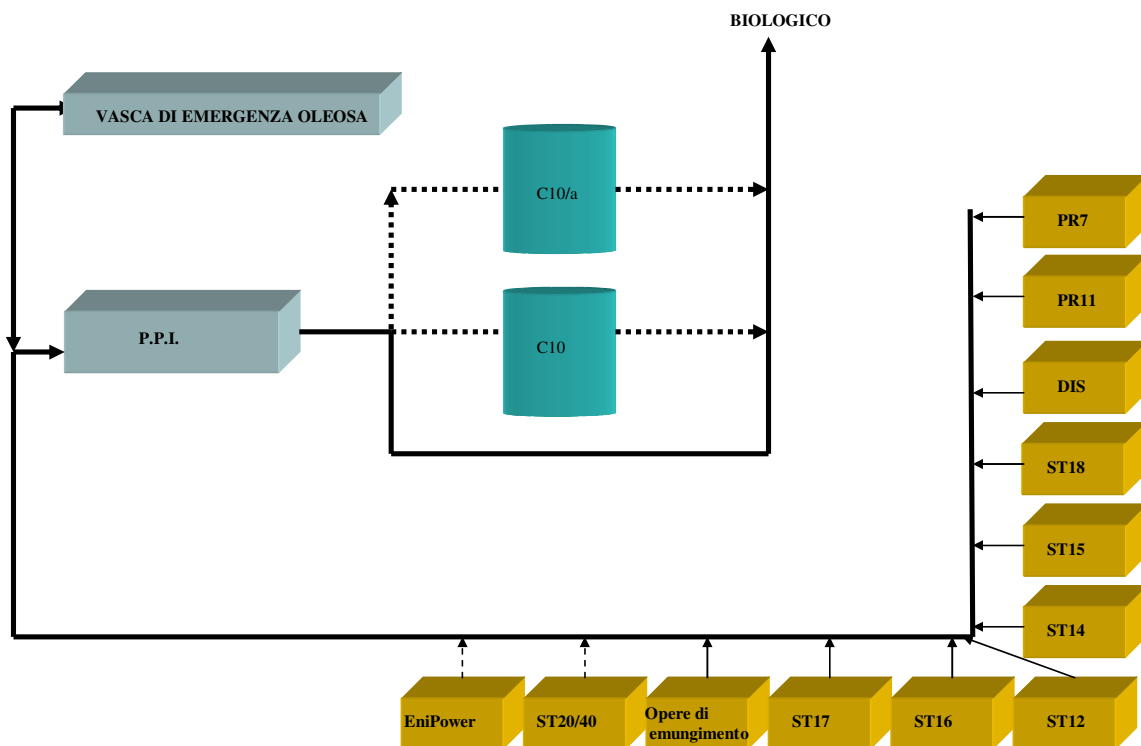 BIOLOGICO
VASCA DI EMERGENZA OLEOSA
C10/a
PR7
PR11
P.P.I.
C10
DIS
ST18
ST15
ST14
EniPower
ST20/40
Opere di
emungimento
ST17
ST16
ST12